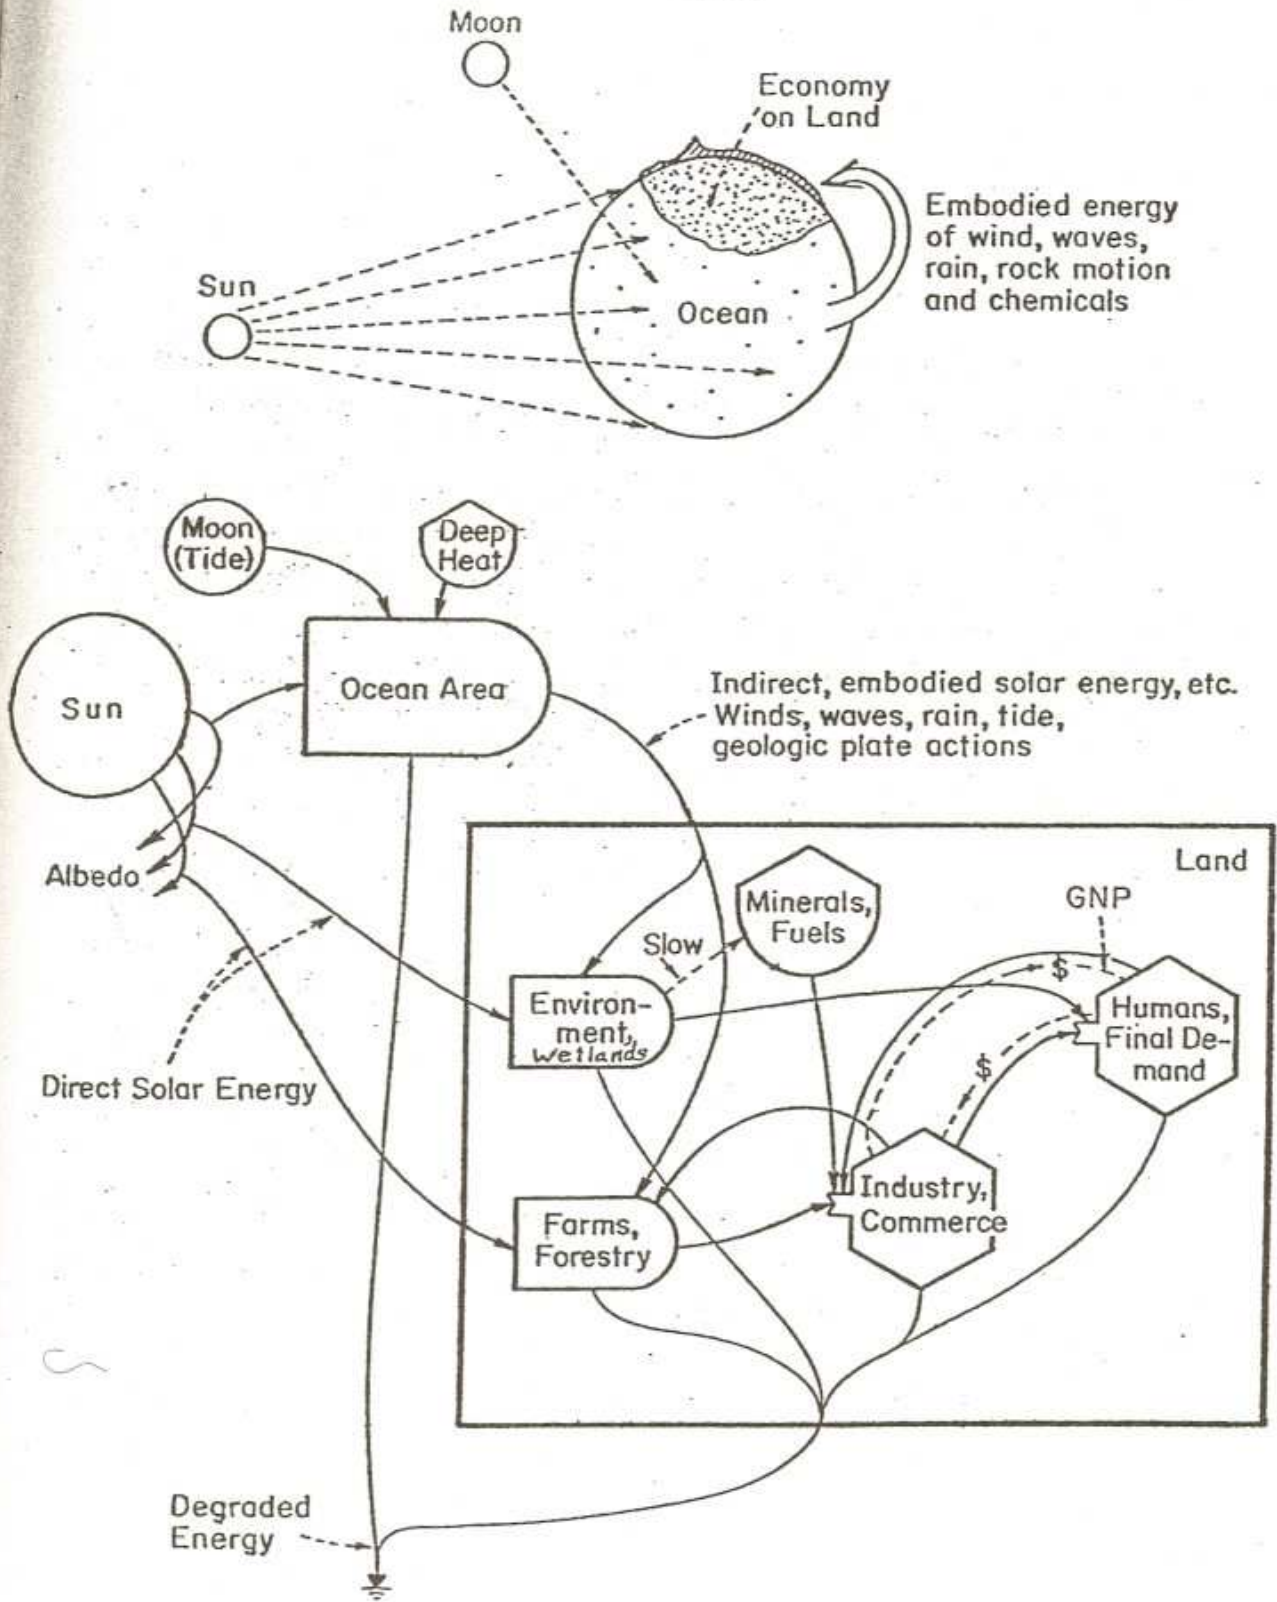 Moon
Economy
on Land
Embodied energy
of wind, waves,
rain, rock motion
and chemicals
Sun
Ocean
Moon
(Tide)
Deep
Heat
Sun
Ocean Area
Indirect, embodied solar energy, etc.
Winds, waves, rain, tide,
geologic plate actions
Albedo
Land
Minerals,
Fuels
GNP
Slow
$
Environ-
ment,
Wetlands
Humans,
Final De-
mand
$
Direct Solar Energy
Industry,
Commerce
Farms,
Forestry
Degraded
Energy